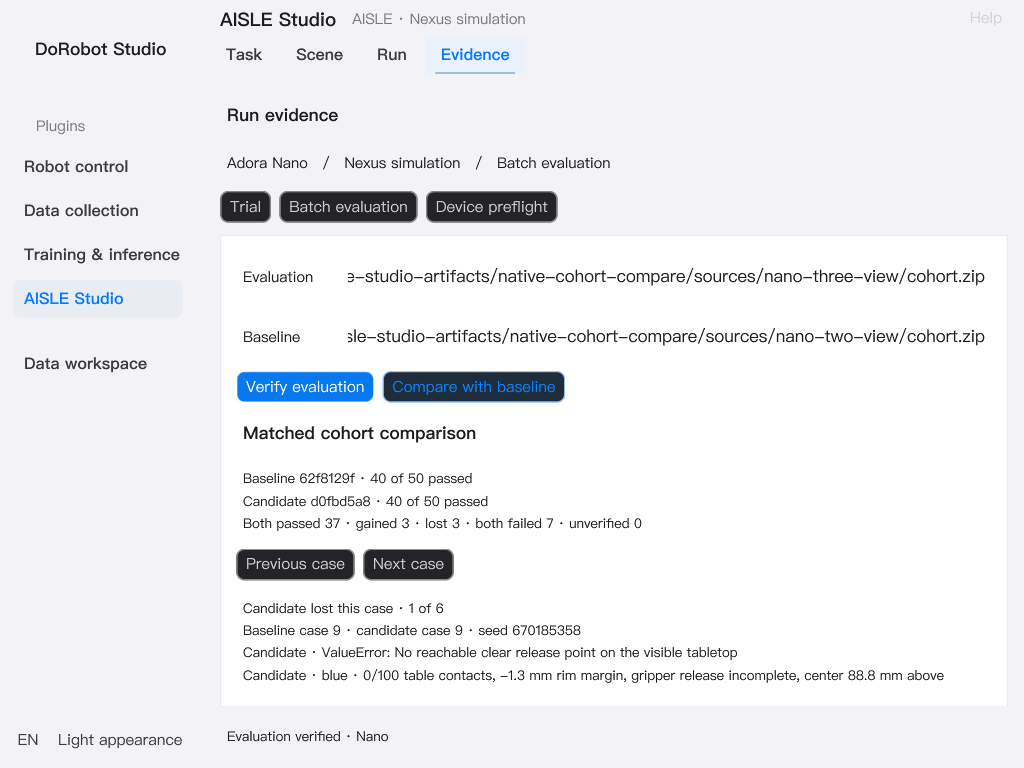 AISLE Studio AISLE · Nexus simulation Help
DoRobot Studio
Task Scene Run Evidence
Run evidence
Plugins
Robot control
Data collection
Training & inference
AISLE Studio
Data workspace
Adora Nano / Nexus simulation / Batch evaluation
Trial Batch evaluation Device preflight
Evaluation e-studio-artifacts/native-cohort-compare/sources/nano-three-view/cohort.zip
Baseline sle-studio-artifacts/native-cohort-compare/sources/nano-two-view/cohort.zip
Verify evaluation Compare with baseline
Matched cohort comparison
Baseline 62f8129f · 40 of 50 passed
Candidate d0fbd5a8 · 40 of 50 passed
Both passed 37 · gained 3 · lost 3 · both failed 7 · unverified 0
Previous case Next case
Candidate lost this case · 1 of 6
Baseline case 9 · candidate case 9 · seed 670185358
Candidate · ValueError: No reachable clear release point on the visible tabletop
Candidate · blue · 0/100 table contacts, −1.3 mm rim margin, gripper release incomplete, center 88.8 mm above
EN Light appearance
Evaluation verified · Nano